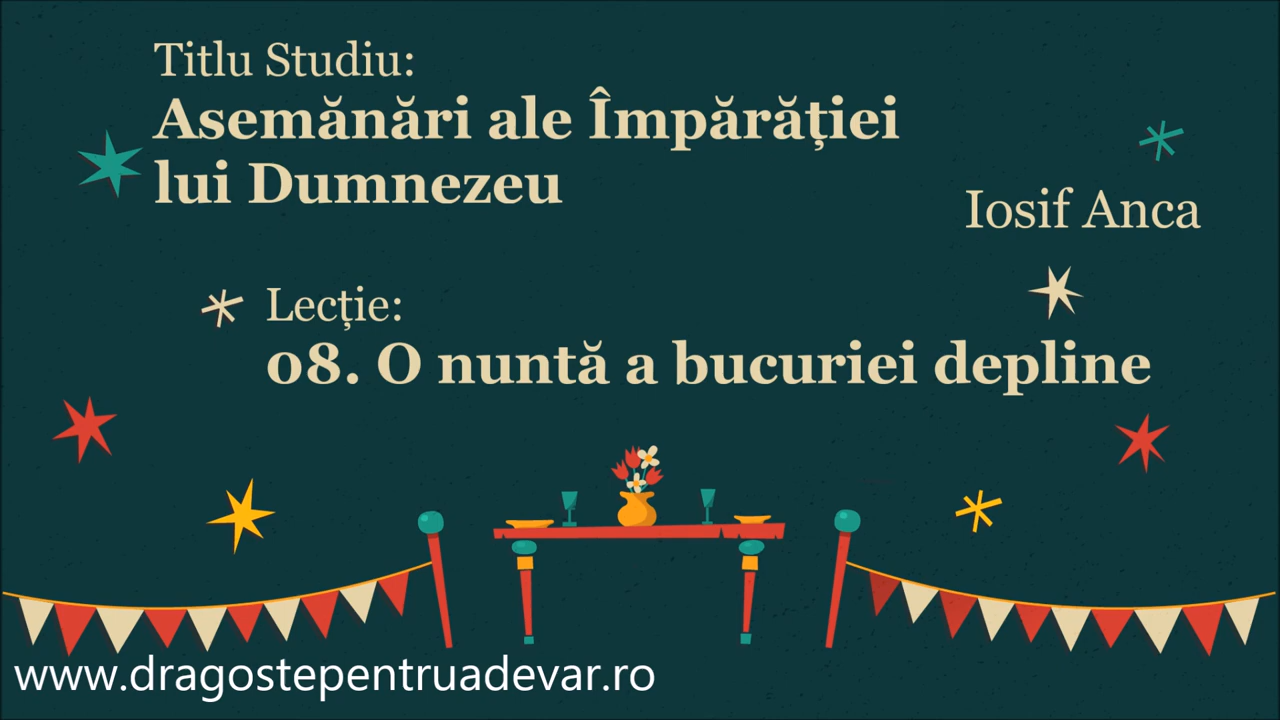 Titlu Studiu:
Asemănări ale Împărăției
lui Dumnezeu
Iosif Anca
Lecție:
08. O nuntă a bucuriei depline
www.dragostepentruadevar.ro